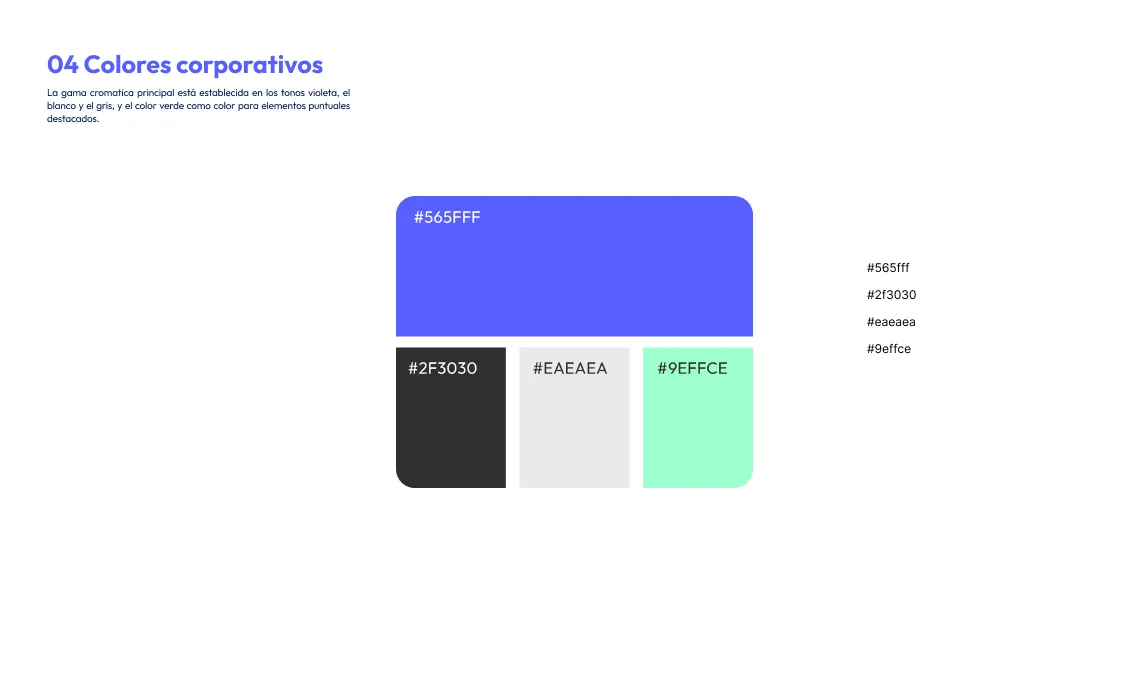 04 Colores corporativos
La gama cromatica principal está establecida en los tonos violeta, el
blanco y el gris, y el color verde como color para elementos puntuales
destacados.
#565FFF
#2F3030
#EAEAEA
#9EFFCE
#565fff
#2f3030
#eaeaea
#9effce